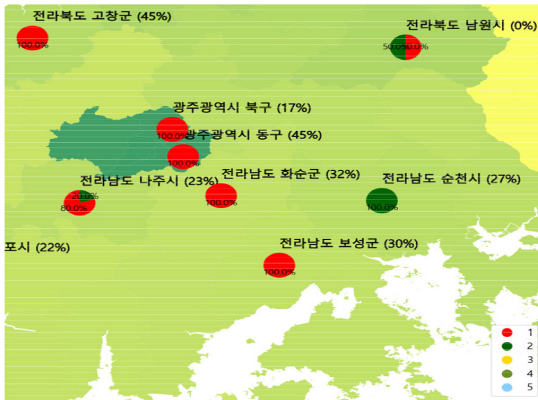 전라북도 고창군 (45%)
100.0%
전라북도 남원시 (0%)
50.0%
50.0%
광주광역시 북구 (17%)
100.0%
광주광역시 동구 (45%)
100.0%
전라남도 나주시 (23%)
20.0%
80.0%
전라남도 화순군 (32%)
100.0%
전라남도 순천시 (27%)
100.0%
포시 (22%)
전라남도 보성군 (30%)
100.0%
1
2
3
4
5